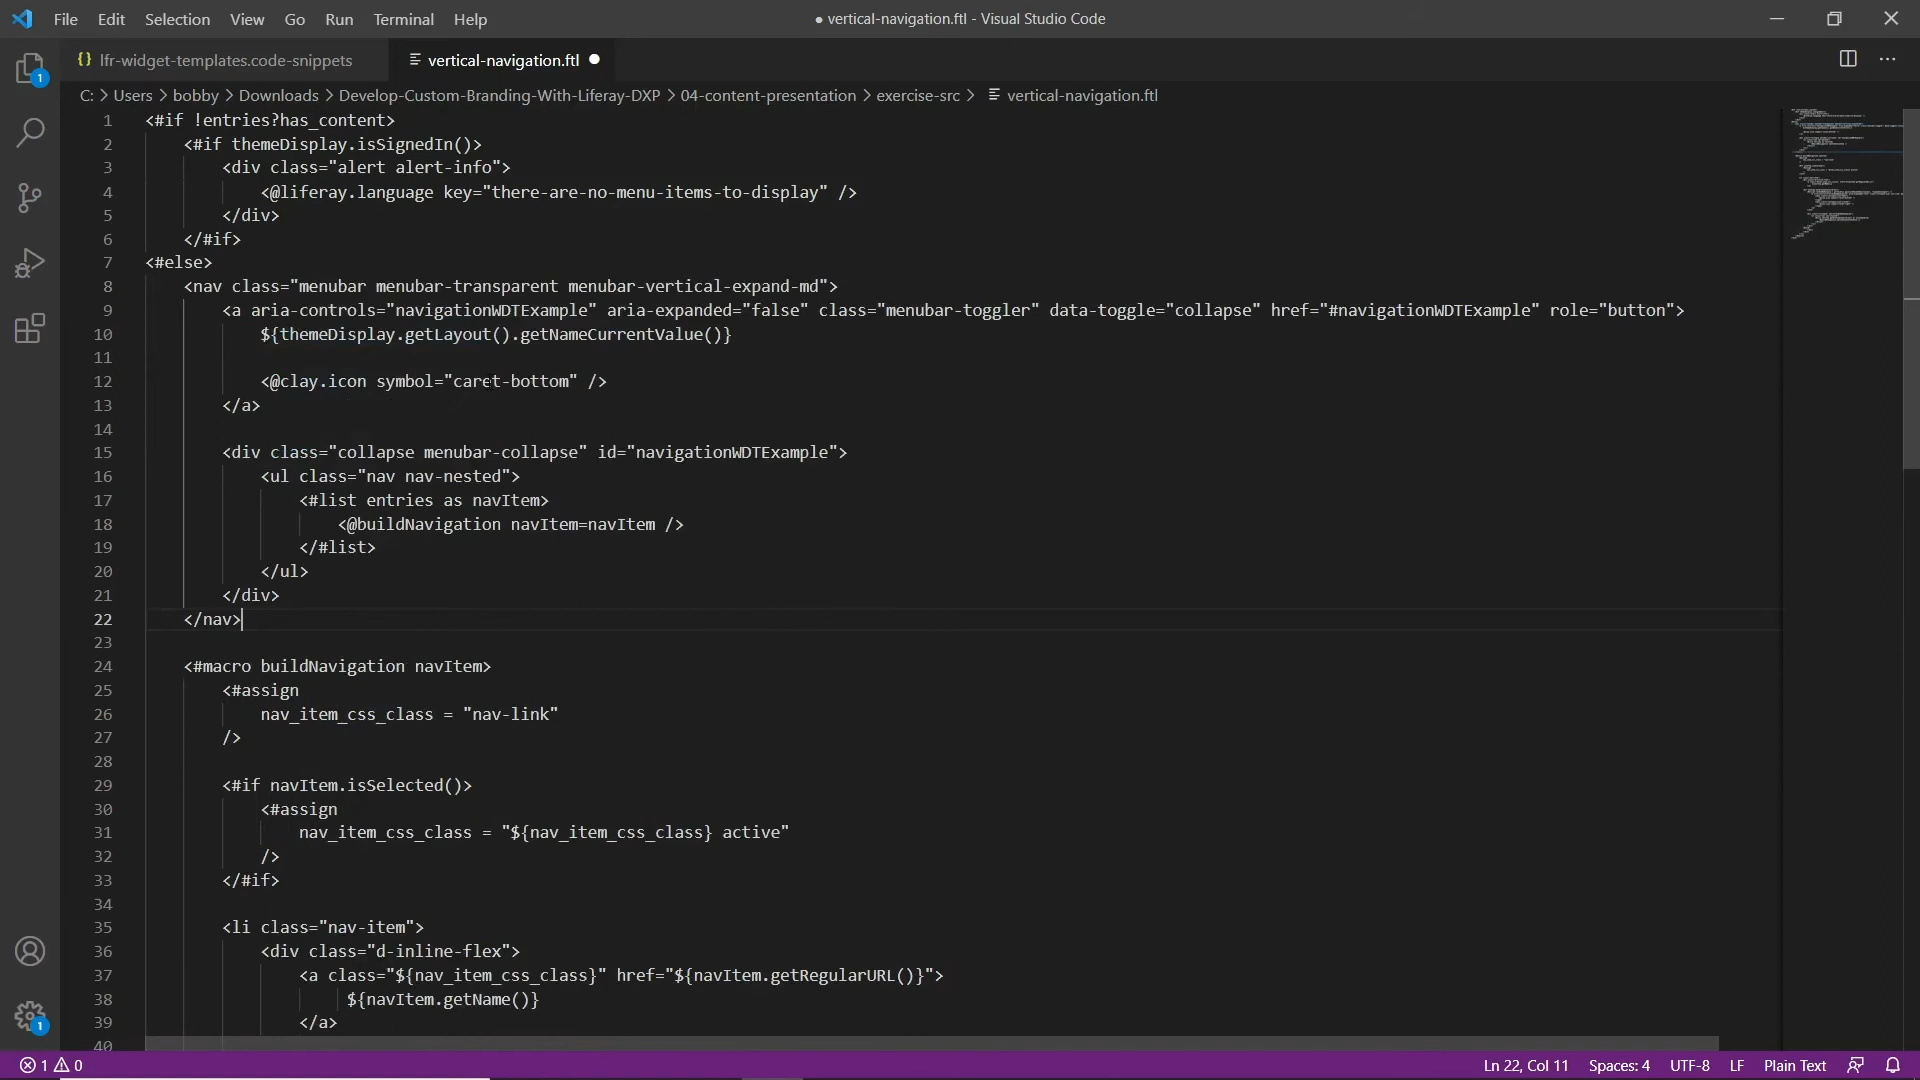 File Edit Selection View Go Run Terminal Help
● vertical-navigation.ftl - Visual Studio Code
{} lfr-widget-templates.code-snippets
vertical-navigation.ftl ●
C: > Users > bobby > Downloads > Develop-Custom-Branding-With-Liferay-DXP > 04-content-presentation > exercise-src > vertical-navigation.ftl
1 <#if !entries?has_content>
2 <#if themeDisplay.isSignedIn()>
3 <div class="alert alert-info">
4 <@liferay.language key="there-are-no-menu-items-to-display" />
5 </div>
6 </#if>
7 <#else>
8 <nav class="menubar menubar-transparent menubar-vertical-expand-md">
9 <a aria-controls="navigationWDTExample" aria-expanded="false" class="menubar-toggler" data-toggle="collapse" href="#navigationWDTExample" role="button">
10 ${themeDisplay.getLayout().getNameCurrentValue()}
11
12 <@clay.icon symbol="caret-bottom" />
13 </a>
14
15 <div class="collapse menubar-collapse" id="navigationWDTExample">
16 <ul class="nav nav-nested">
17 <#list entries as navItem>
18 <@buildNavigation navItem=navItem />
19 </#list>
20 </ul>
21 </div>
22 </nav>
23
24 <#macro buildNavigation navItem>
25 <#assign
26 nav_item_css_class = "nav-link"
27 />
28
29 <#if navItem.isSelected()>
30 <#assign
31 nav_item_css_class = "${nav_item_css_class} active"
32 />
33 </#if>
34
35 <li class="nav-item">
36 <div class="d-inline-flex">
37 <a class="${nav_item_css_class}" href="${navItem.getRegularURL()}">
38 ${navItem.getName()}
39 </a>
40
1
1
1 0
Ln 22, Col 11 Spaces: 4 UTF-8 LF Plain Text